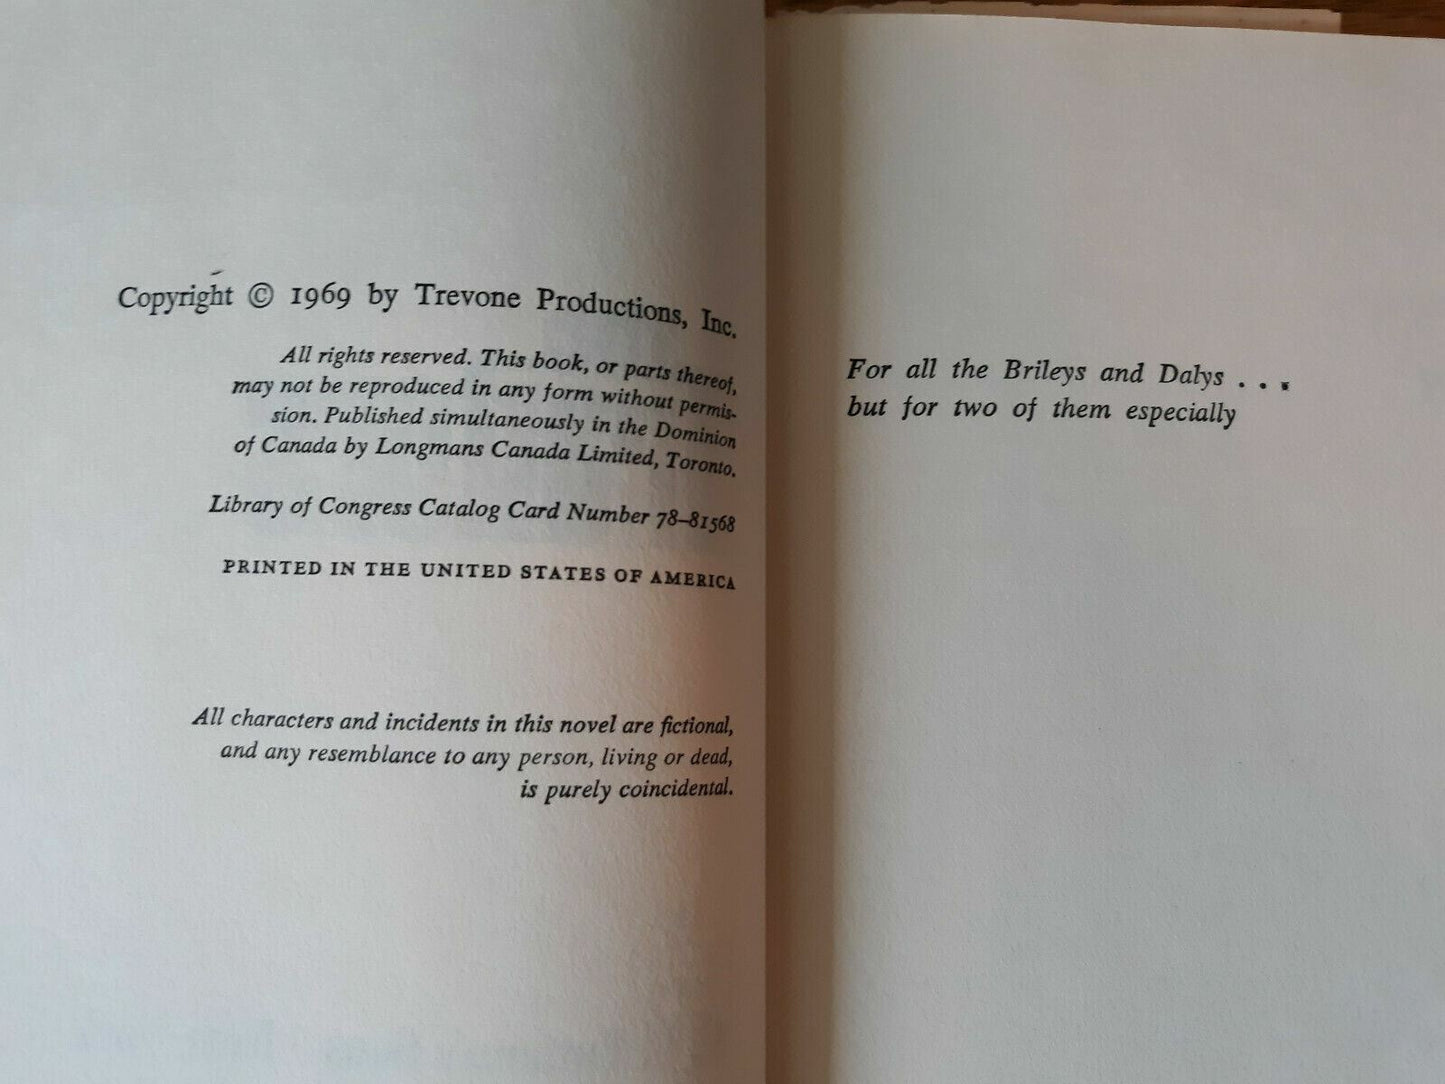 Copyright © 1969 by Trevone Productions, Inc.
All rights reserved. This book, or parts thereof,
may not be reproduced in any form without permis-
sion. Published simultaneously in the Dominion
of Canada by Longmans Canada Limited, Toronto.
Library of Congress Catalog Card Number 78–81568
PRINTED IN THE UNITED STATES OF AMERICA
All characters and incidents in this novel are fictional,
and any resemblance to any person, living or dead,
is purely coincidental.
For all the Brileys and Dalys . . .
but for two of them especially